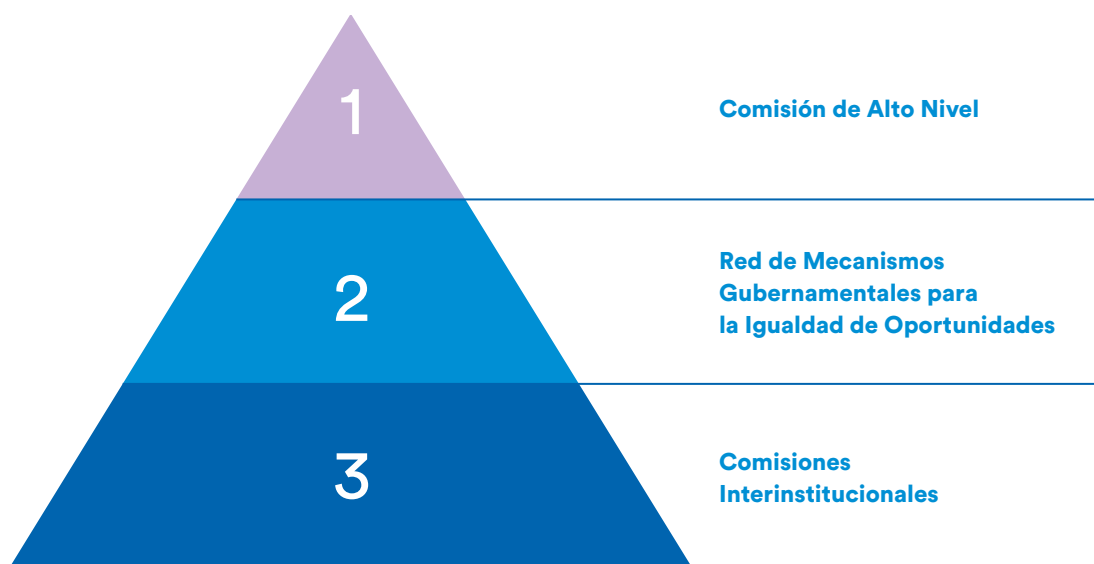 1
Comisión de Alto Nivel
2
Red de Mecanismos
Gubernamentales para
la Igualdad de Oportunidades
3
Comisiones
Interinstitucionales